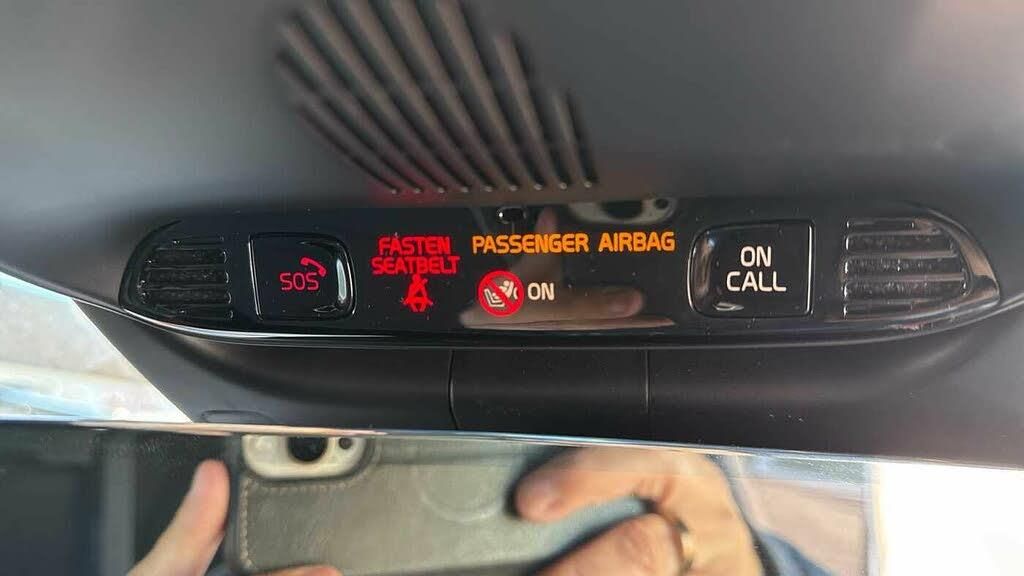 SOS
FASTEN
SEATBELT
PASSENGER AIRBAG
ON
ON
CALL